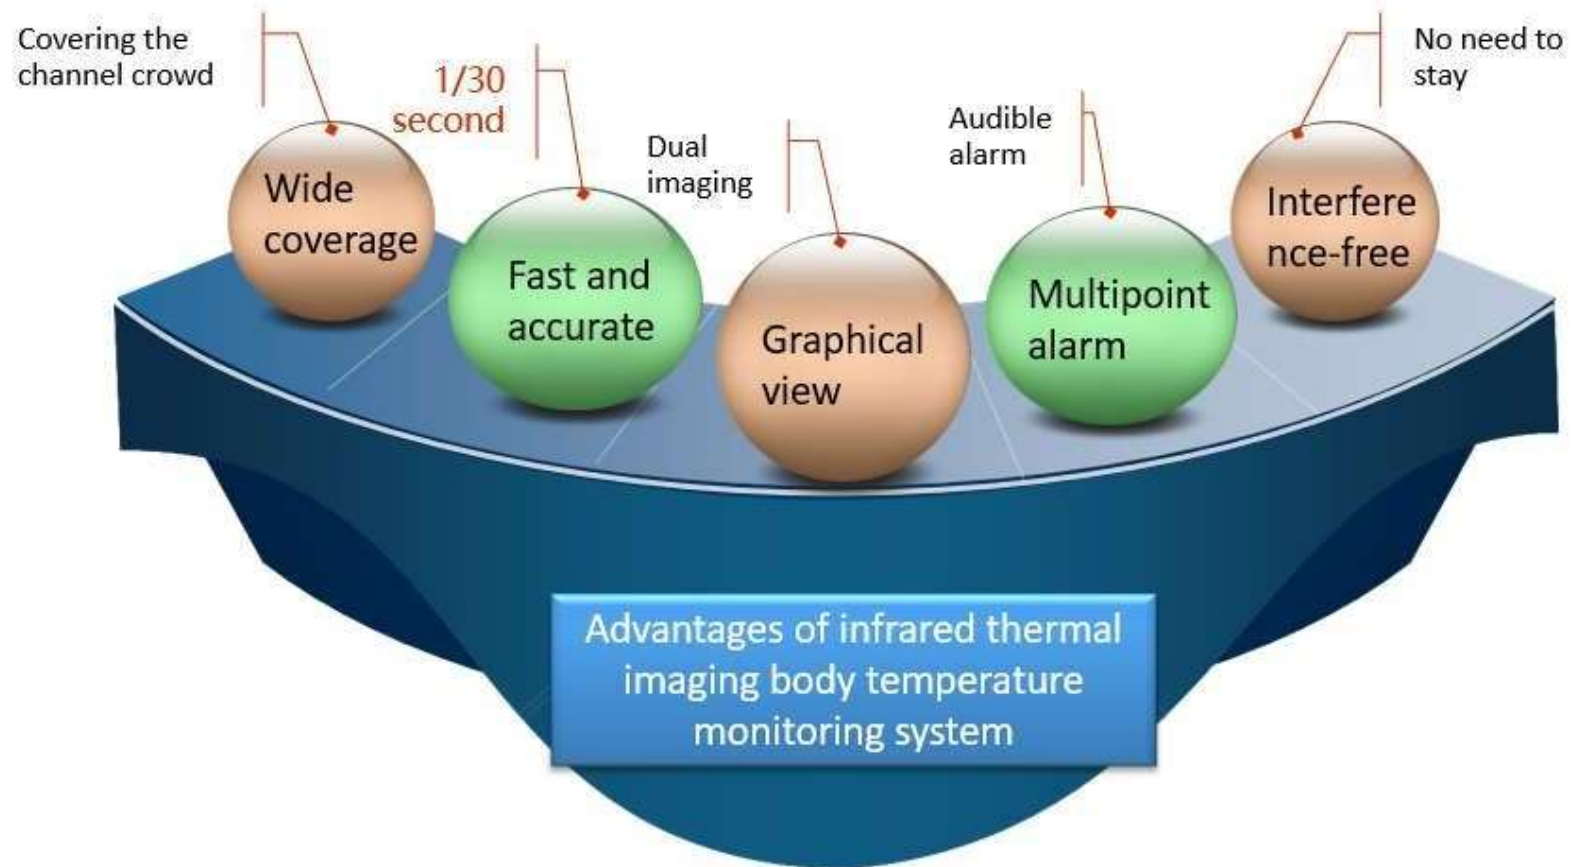 Covering the
channel crowd
Wide
coverage
1/30
second
Fast and
accurate
Dual
imaging
Graphical
view
Audible
alarm
Multipoint
alarm
No need to
stay
Interfere
nce-free
Advantages of infrared thermal
imaging body temperature
monitoring system